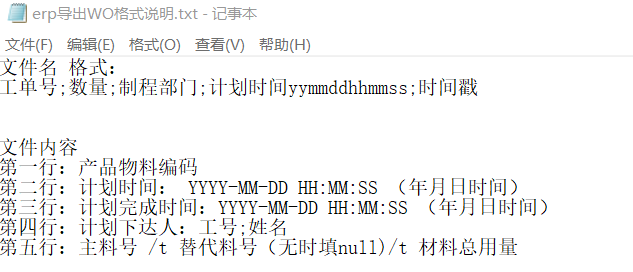 erp导出WO格式说明.txt - 记事本
文件(F) 编辑(E) 格式(O) 查看(V) 帮助(H)
文件名 格式：
工单号;数量;制程部门;计划时间yymmddhhmmss;时间戳
文件内容
第一行：产品物料编码
第二行：计划时间： YYYY-MM-DD HH:MM:SS （年月日时间）
第三行：计划完成时间：YYYY-MM-DD HH:MM:SS （年月日时间）
第四行：计划下达人：工号;姓名
第五行：主料号 /t 替代料号（无时填null)/t 材料总用量